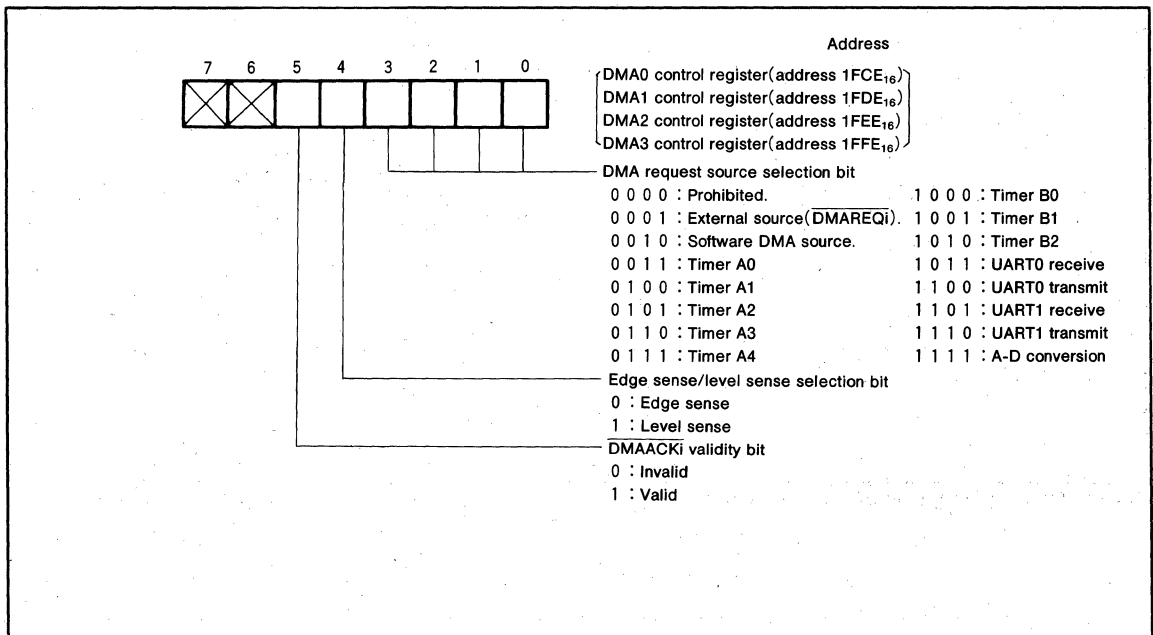 Address
7 6 5 4 3 2 1 0
DMA0 control register(address 1FCE₁₆)
DMA1 control register(address 1FDE₁₆)
DMA2 control register(address 1FEE₁₆)
DMA3 control register(address 1FFE₁₆)
DMA request source selection bit
0 0 0 0 : Prohibited. 1 0 0 0 : Timer B0
0 0 0 1 : External source(D̅M̅A̅R̅E̅Q̅i̅). 1 0 0 1 : Timer B1
0 0 1 0 : Software DMA source. 1 0 1 0 : Timer B2
0 0 1 1 : Timer A0 1 0 1 1 : UART0 receive
0 1 0 0 : Timer A1 1 1 0 0 : UART0 transmit
0 1 0 1 : Timer A2 1 1 0 1 : UART1 receive
0 1 1 0 : Timer A3 1 1 1 0 : UART1 transmit
0 1 1 1 : Timer A4 1 1 1 1 : A-D conversion
Edge sense/level sense selection bit
0 : Edge sense
1 : Level sense
D̅M̅A̅A̅C̅K̅i̅ validity bit
0 : Invalid
1 : Valid